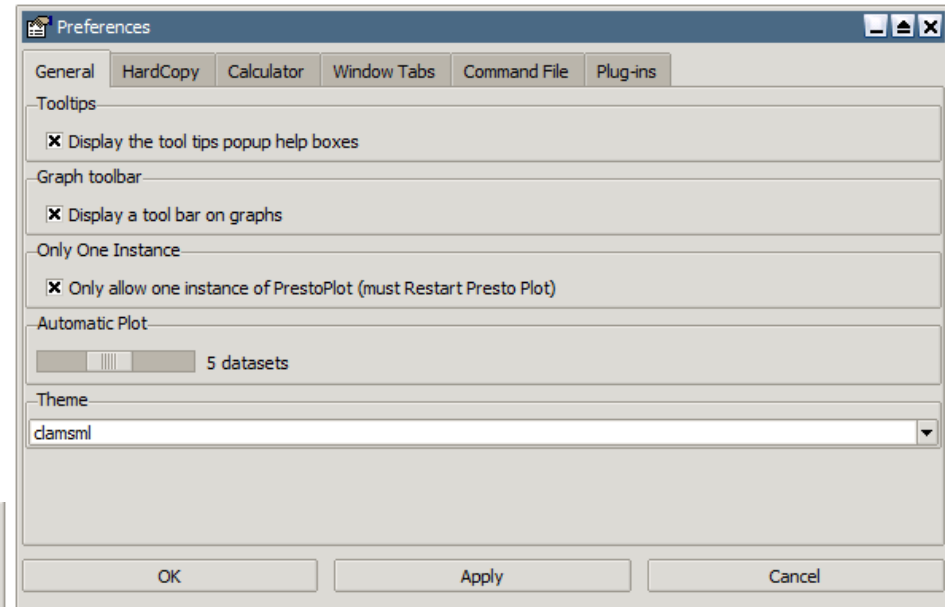 Preferences
General HardCopy Calculator Window Tabs Command File Plug-ins
Tooltips
Display the tool tips popup help boxes
Graph toolbar
Display a tool bar on graphs
Only One Instance
Only allow one instance of PrestoPlot (must Restart Presto Plot)
Automatic Plot
5 datasets
Theme
clamsml
OK Apply Cancel